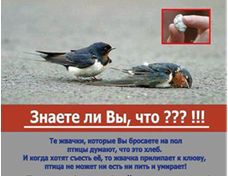 Знаете ли Вы, что ??? !!!
Те жвачки, которые Вы бросаете на пол
птицы думают, что это хлеб.
И когда хотят съесть её, то жвачка прилипает к клюву,
птица не может ни есть ни пить и умирает!